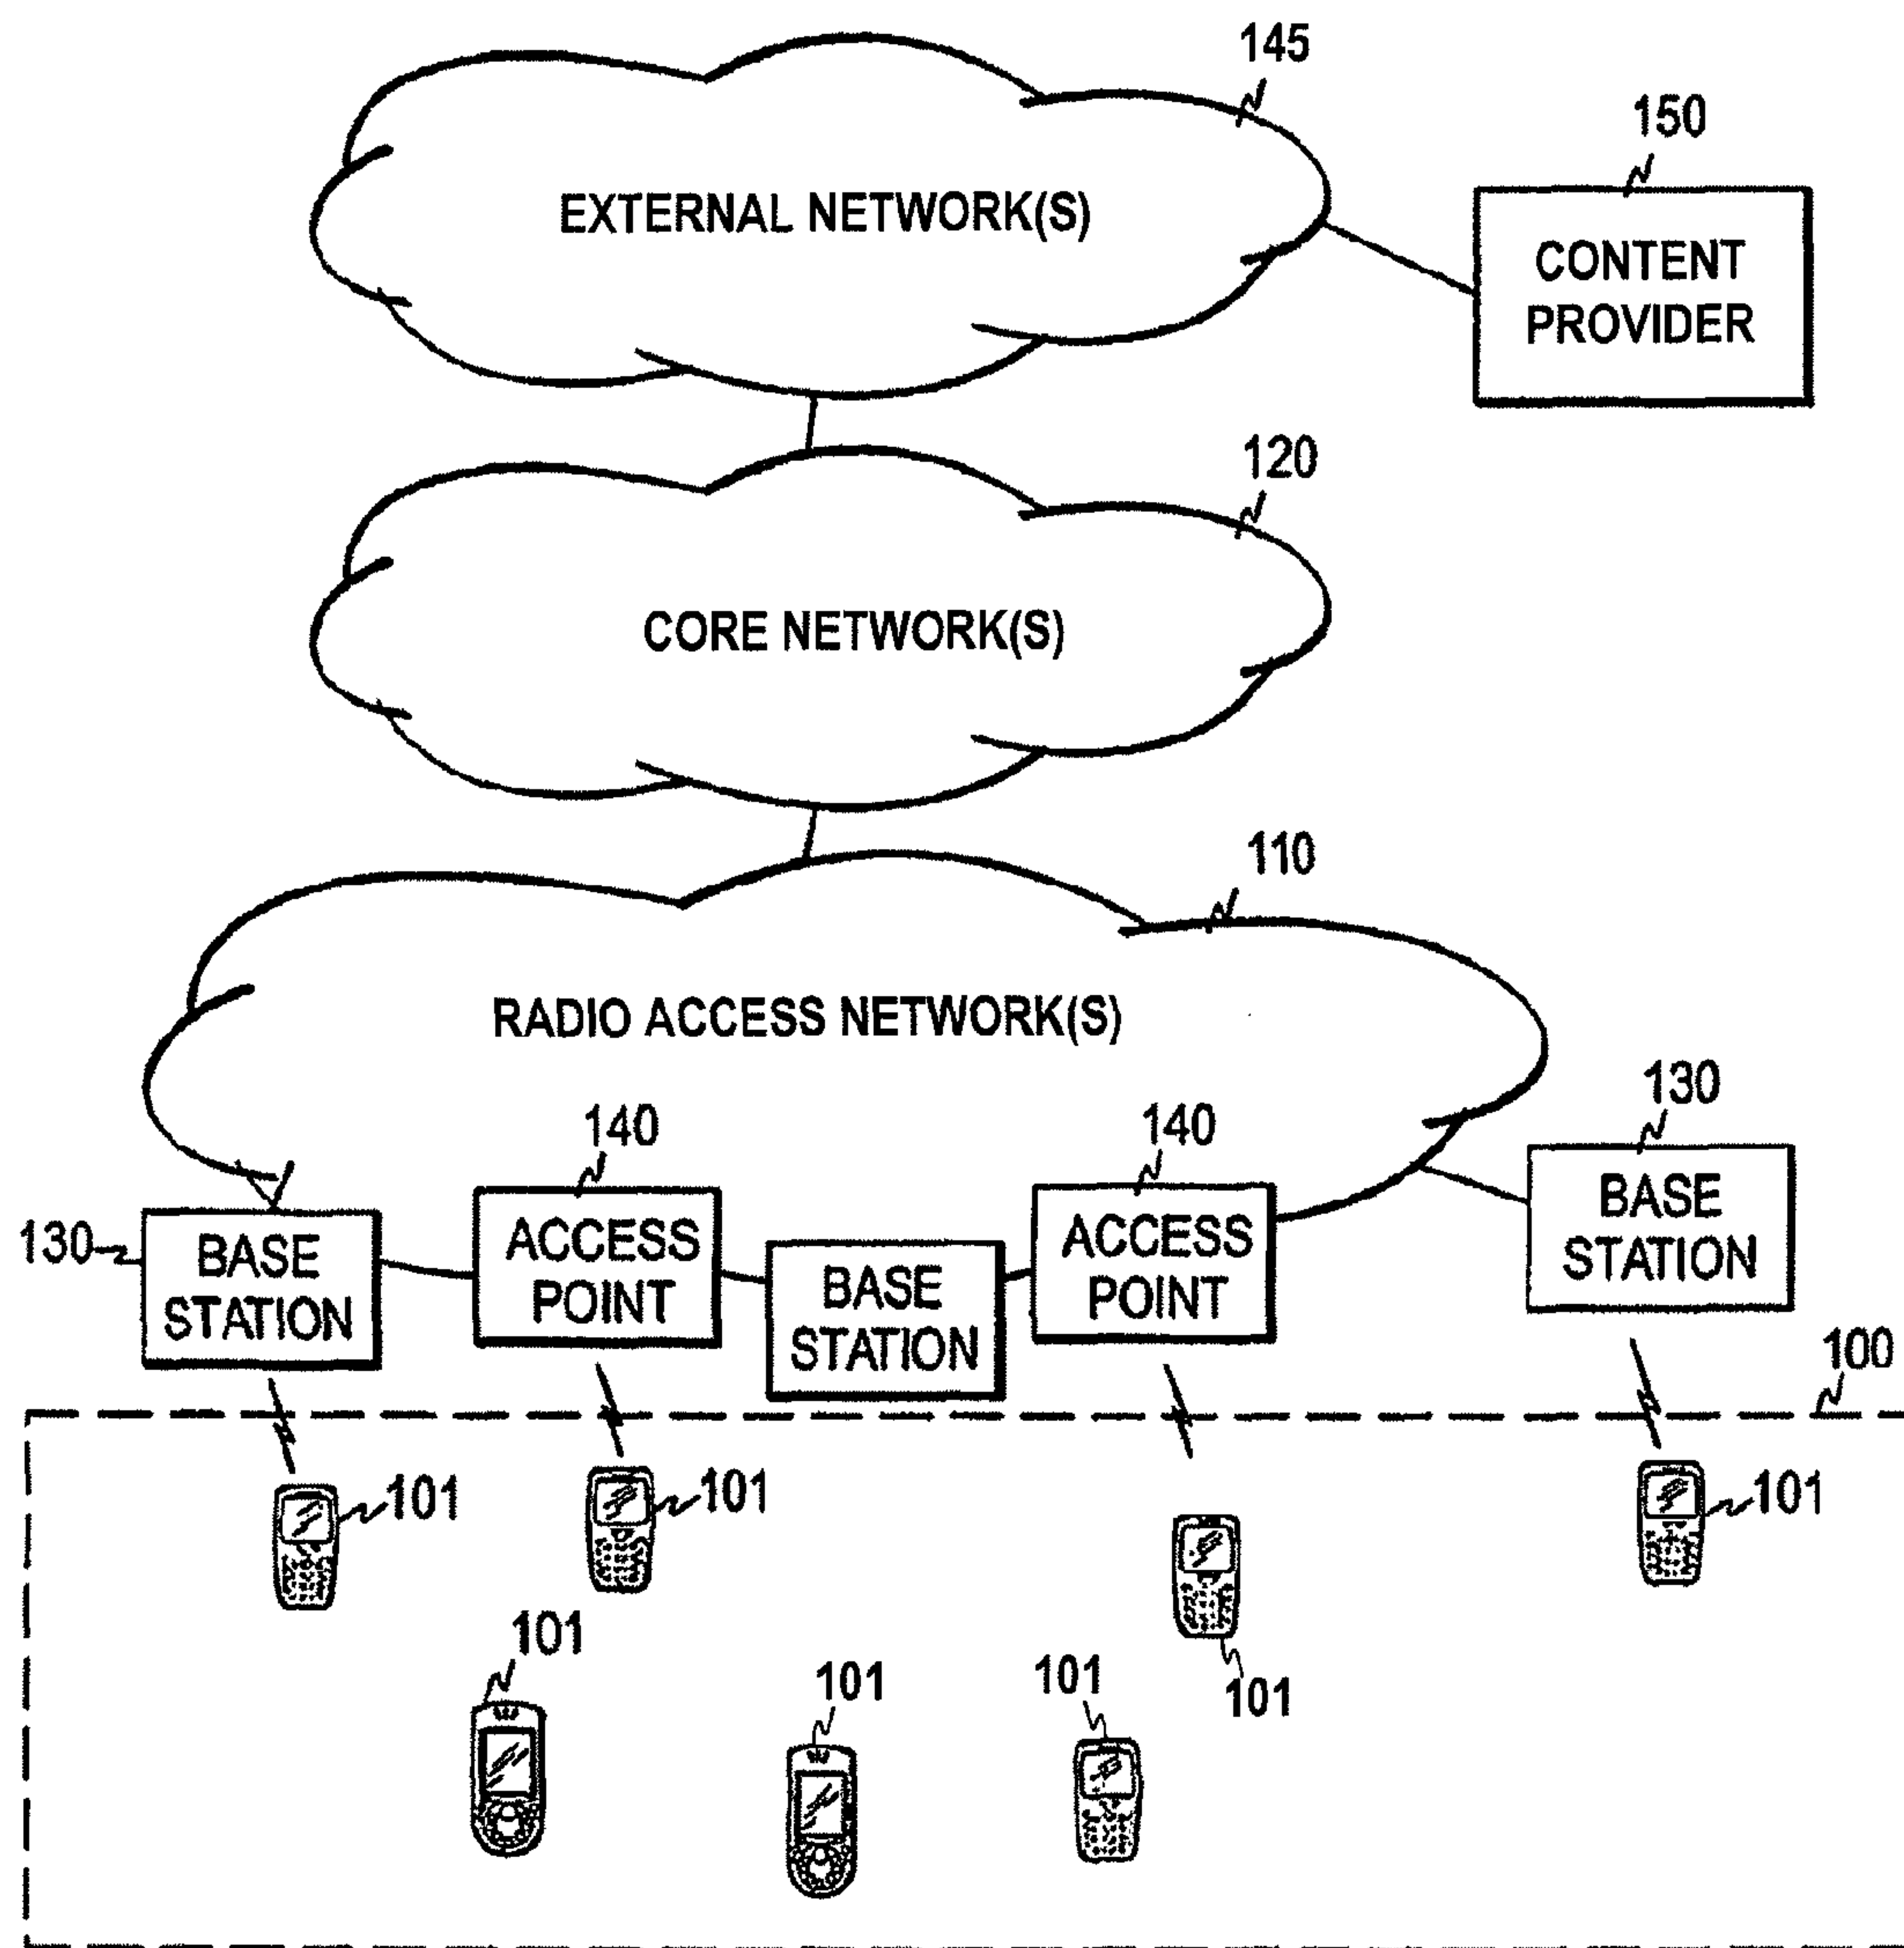 145
150
EXTERNAL NETWORK(S)
CONTENT
PROVIDER
120
CORE NETWORK(S)
110
RADIO ACCESS NETWORK(S)
130
140
140
130
BASE
STATION
ACCESS
POINT
BASE
STATION
ACCESS
POINT
BASE
STATION
100
101
101
101
101
101
101
101